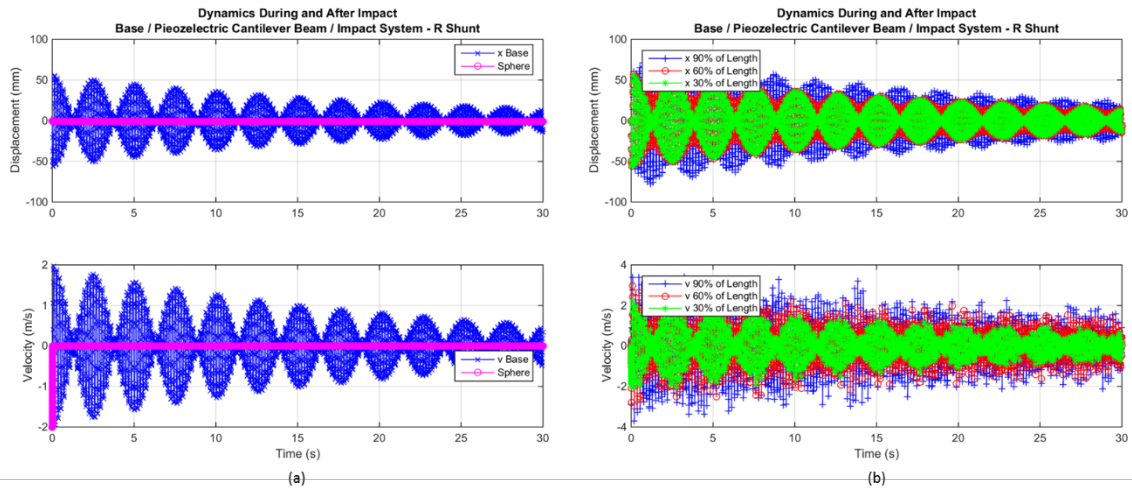 Dynamics During and After Impact
Base / Pieozelectric Cantilever Beam / Impact System - R Shunt
100
50
0
-50
-100
Displacement (mm)
x Base
Sphere
0 5 10 15 20 25 30
2
1
0
-1
-2
Velocity (m/s)
v Base
Sphere
0 5 10 15 20 25 30
Time (s)
(a)
Dynamics During and After Impact
Base / Pieozelectric Cantilever Beam / Impact System - R Shunt
100
50
0
-50
-100
Displacement (mm)
x 90% of Length
x 60% of Length
x 30% of Length
0 5 10 15 20 25 30
4
2
0
-2
-4
Velocity (m/s)
v 90% of Length
v 60% of Length
v 30% of Length
0 5 10 15 20 25 30
Time (s)
(b)